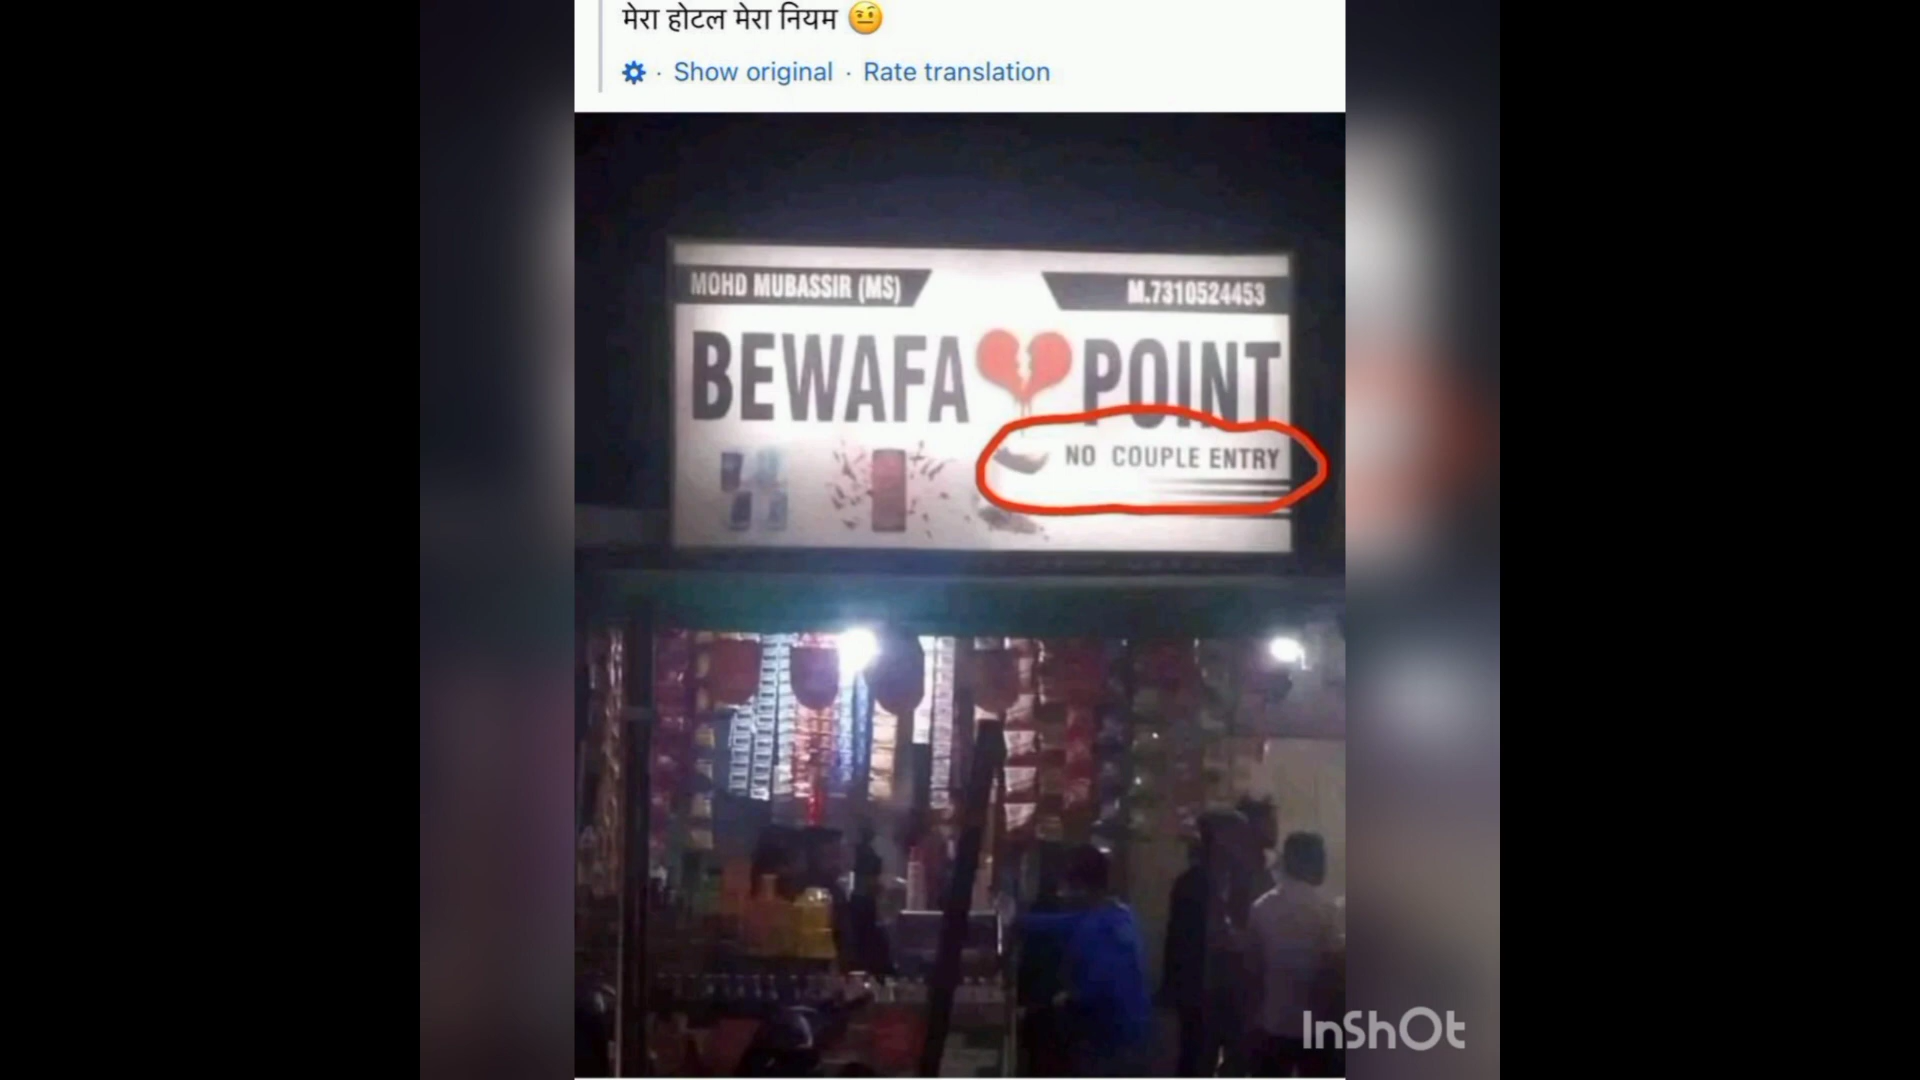 मेरा होटल मेरा नियम 🤨
Show original · Rate translation
MOHD MUBASSIR (MS)
M.7310524453
BEWAFA POINT
NO COUPLE ENTRY
InShOt